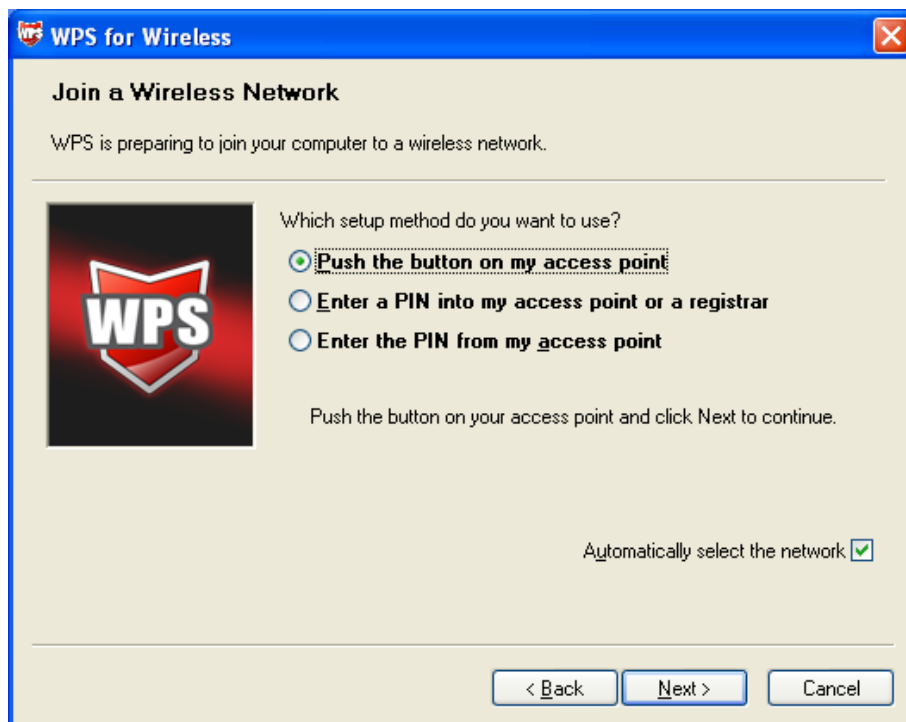 WPS for Wireless
Join a Wireless Network
WPS is preparing to join your computer to a wireless network.
WPS
Which setup method do you want to use?
Push the button on my access point
Enter a PIN into my access point or a registrar
Enter the PIN from my access point
Push the button on your access point and click Next to continue.
Automatically select the network
< Back
Next >
Cancel